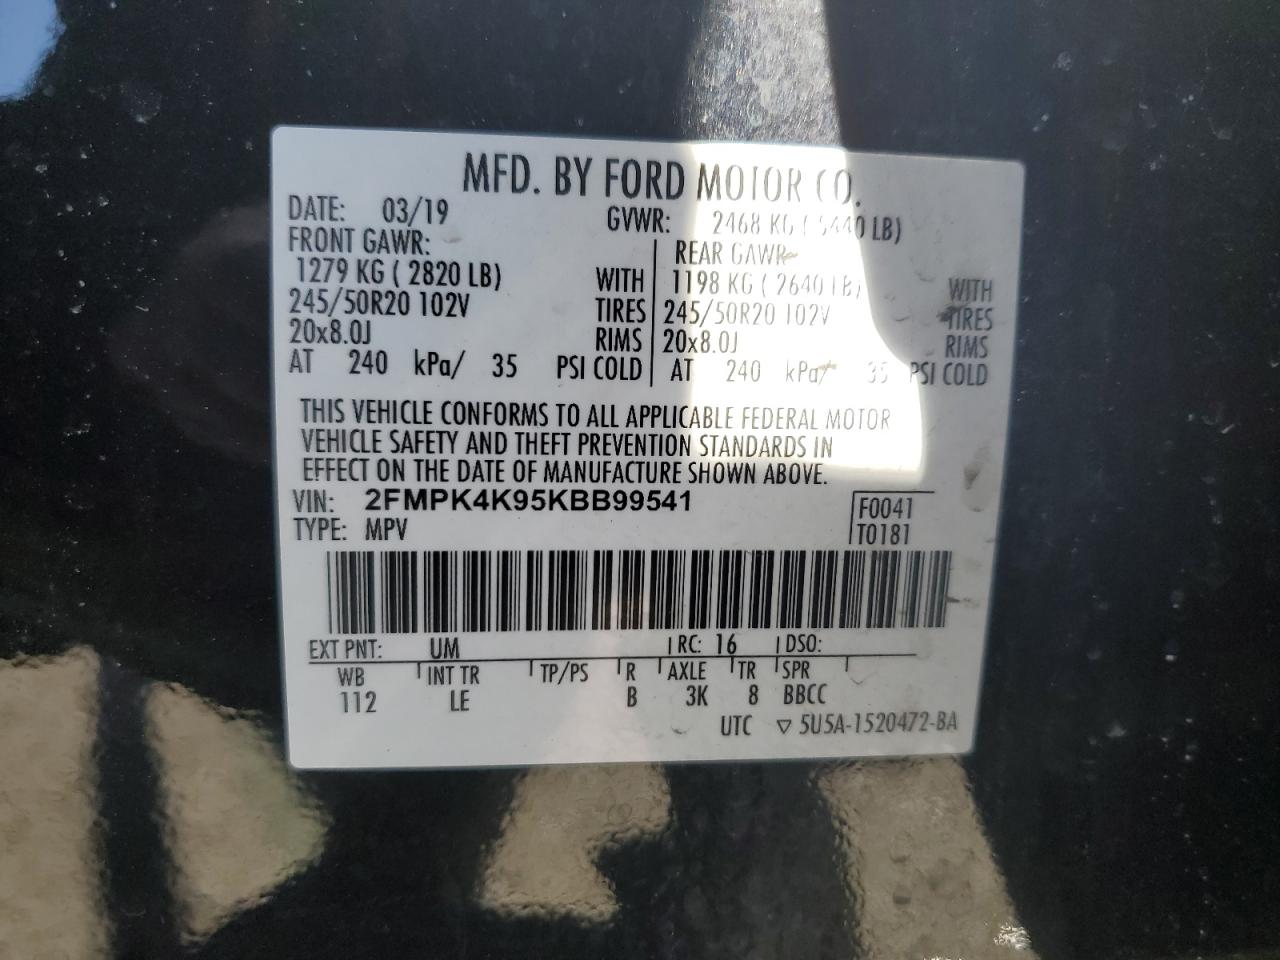 MFD. BY FORD MOTOR CO.
DATE: 03/19 GVWR: 2468 KG ( 5440 LB)
FRONT GAWR: REAR GAWR
1279 KG ( 2820 LB) WITH 1198 KG ( 2640 LB) WITH
245/50R20 102V TIRES 245/50R20 102V TIRES
20x8.0J RIMS 20x8.0J RIMS
AT 240 kPa/ 35 PSI COLD AT 240 kPa/ 35 PSI COLD
THIS VEHICLE CONFORMS TO ALL APPLICABLE FEDERAL MOTOR
VEHICLE SAFETY AND THEFT PREVENTION STANDARDS IN
EFFECT ON THE DATE OF MANUFACTURE SHOWN ABOVE.
VIN: 2FMPK4K95KBB99541 F0041
TYPE: MPV T0181
EXT PNT: UM RC: 16 DSO:
WB INT TR TP/PS R AXLE TR SPR
112 LE B 3K 8 BBCC
UTC ▽ 5U5A-1520472-BA